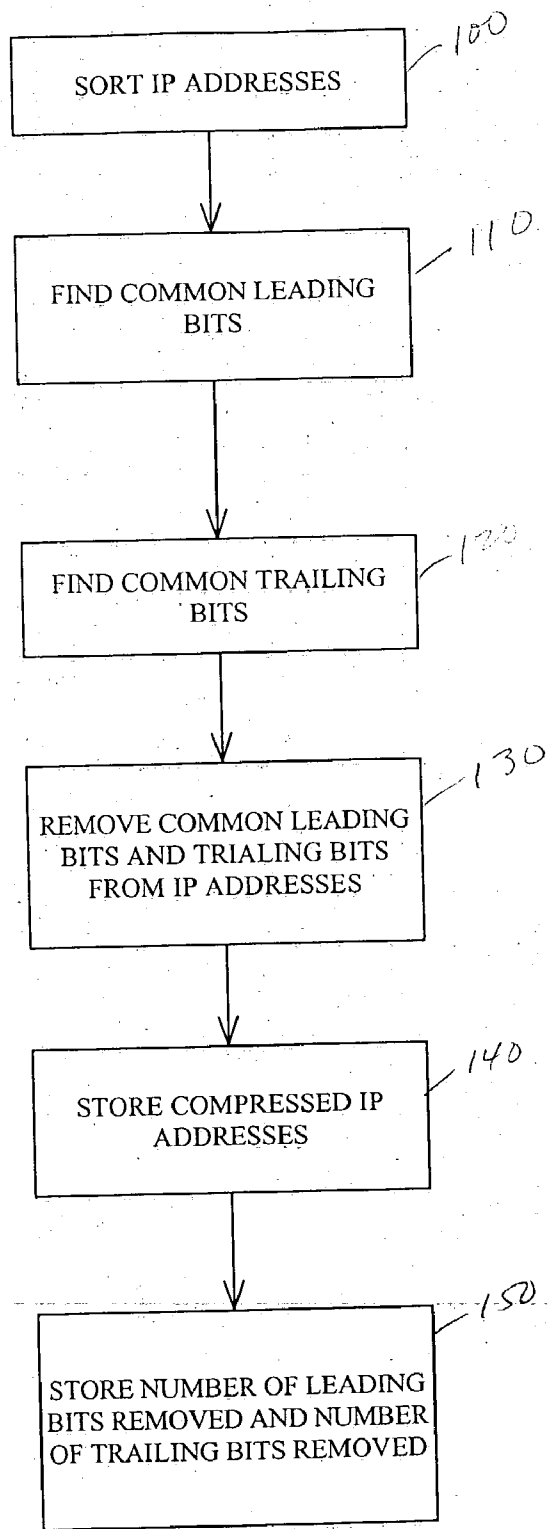 100
SORT IP ADDRESSES
110
FIND COMMON LEADING
BITS
120
FIND COMMON TRAILING
BITS
130
REMOVE COMMON LEADING
BITS AND TRIALING BITS
FROM IP ADDRESSES
140
STORE COMPRESSED IP
ADDRESSES
150
STORE NUMBER OF LEADING
BITS REMOVED AND NUMBER
OF TRAILING BITS REMOVED